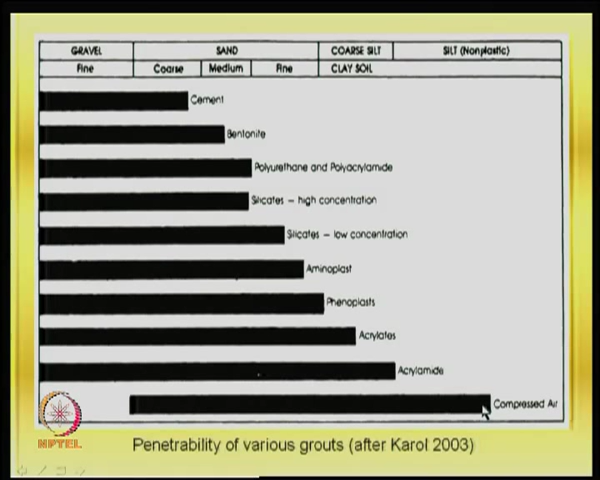 GRAVEL SAND COARSE SILT SILT (Nonplastic)
Fine Coarse Medium Fine CLAY SOIL
Cement
Bentonite
Polyurethane and Polyacrylamide
Silicates – high concentration
Silicates – low concentration
Aminoplast
Phenoplasts
Acrylates
Acrylamide
Compressed Air
NPTEL
Penetrability of various grouts (after Karol 2003)